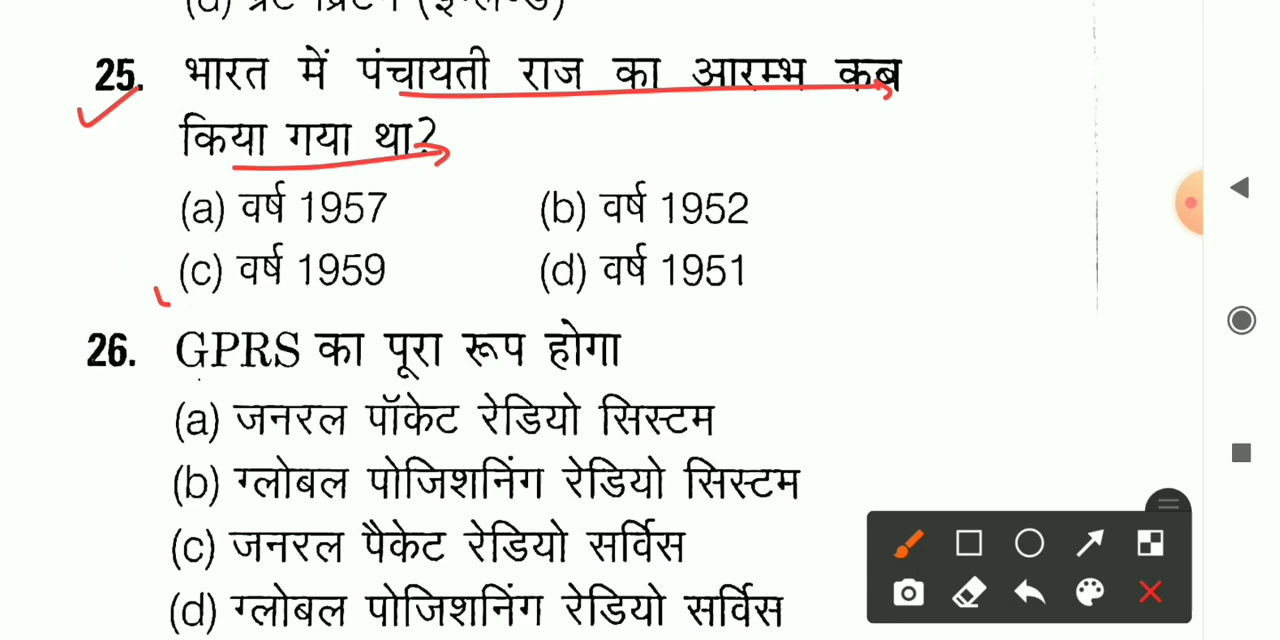 (d) ग्रेट ब्रिटेन (इंग्लैण्ड)
25. भारत में पंचायती राज का आरम्भ कब
किया गया था?
(a) वर्ष 1957 (b) वर्ष 1952
(c) वर्ष 1959 (d) वर्ष 1951
26. GPRS का पूरा रूप होगा
(a) जनरल पॉकेट रेडियो सिस्टम
(b) ग्लोबल पोजिशनिंग रेडियो सिस्टम
(c) जनरल पैकेट रेडियो सर्विस
(d) ग्लोबल पोजिशनिंग रेडियो सर्विस